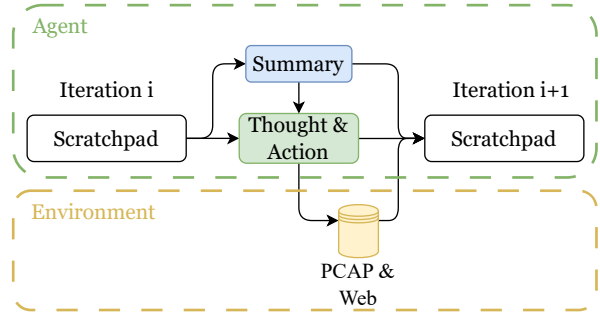 Agent
Summary
Iteration i
Iteration i+1
Scratchpad
Thought &
Action
Scratchpad
Environment
PCAP &
Web